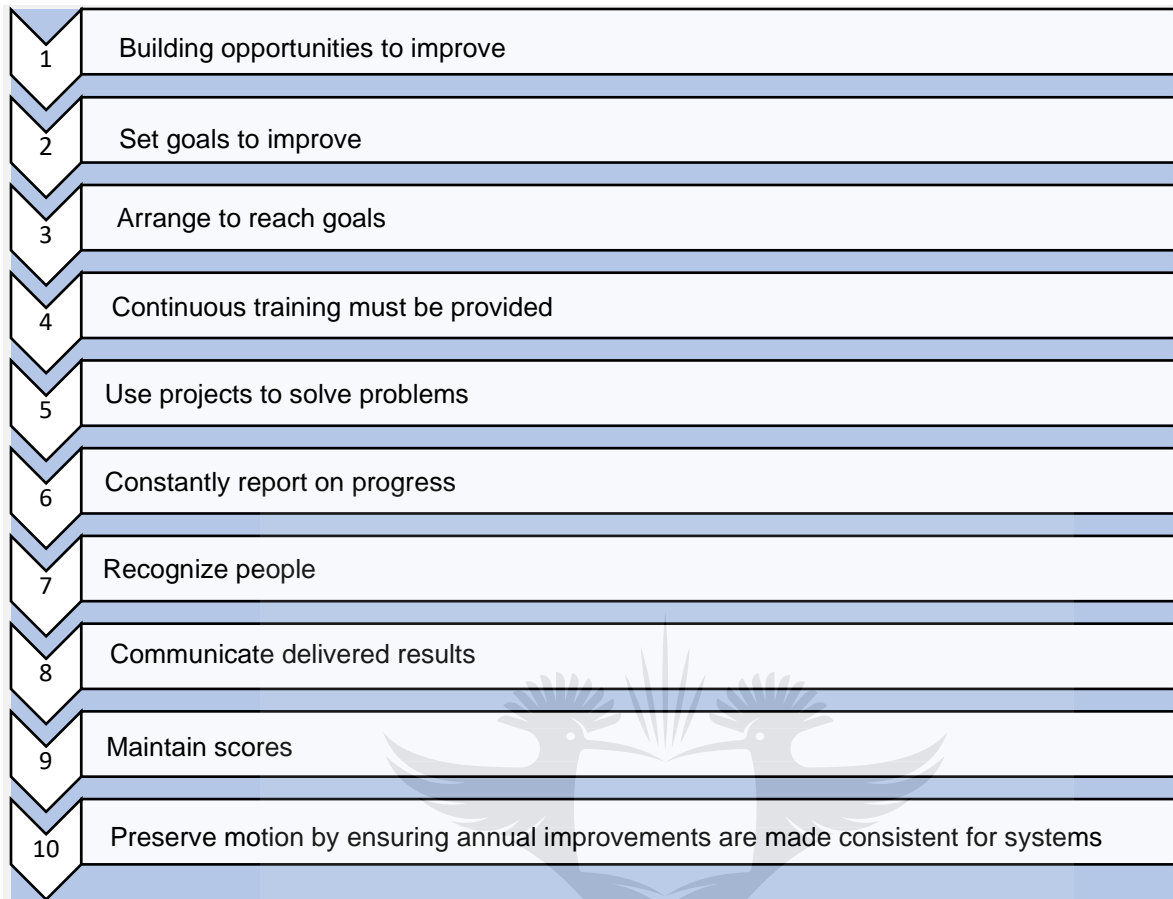 1 Building opportunities to improve
2 Set goals to improve
3 Arrange to reach goals
4 Continuous training must be provided
5 Use projects to solve problems
6 Constantly report on progress
7 Recognize people
8 Communicate delivered results
9 Maintain scores
10 Preserve motion by ensuring annual improvements are made consistent for systems